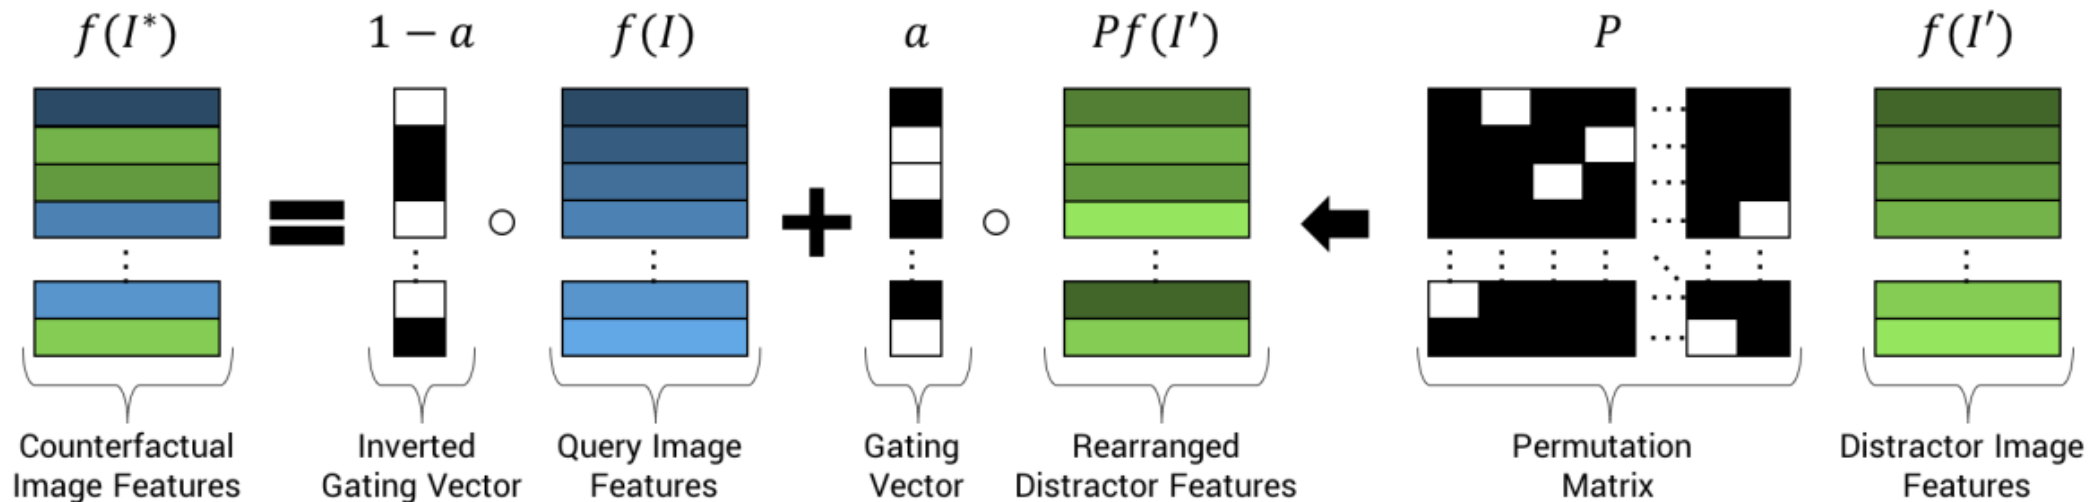 f(I*) 1 − a f(I) a Pf(I′) P f(I′)
Counterfactual Image Features
Inverted Gating Vector
Query Image Features
Gating Vector
Rearranged Distractor Features
Permutation Matrix
Distractor Image Features